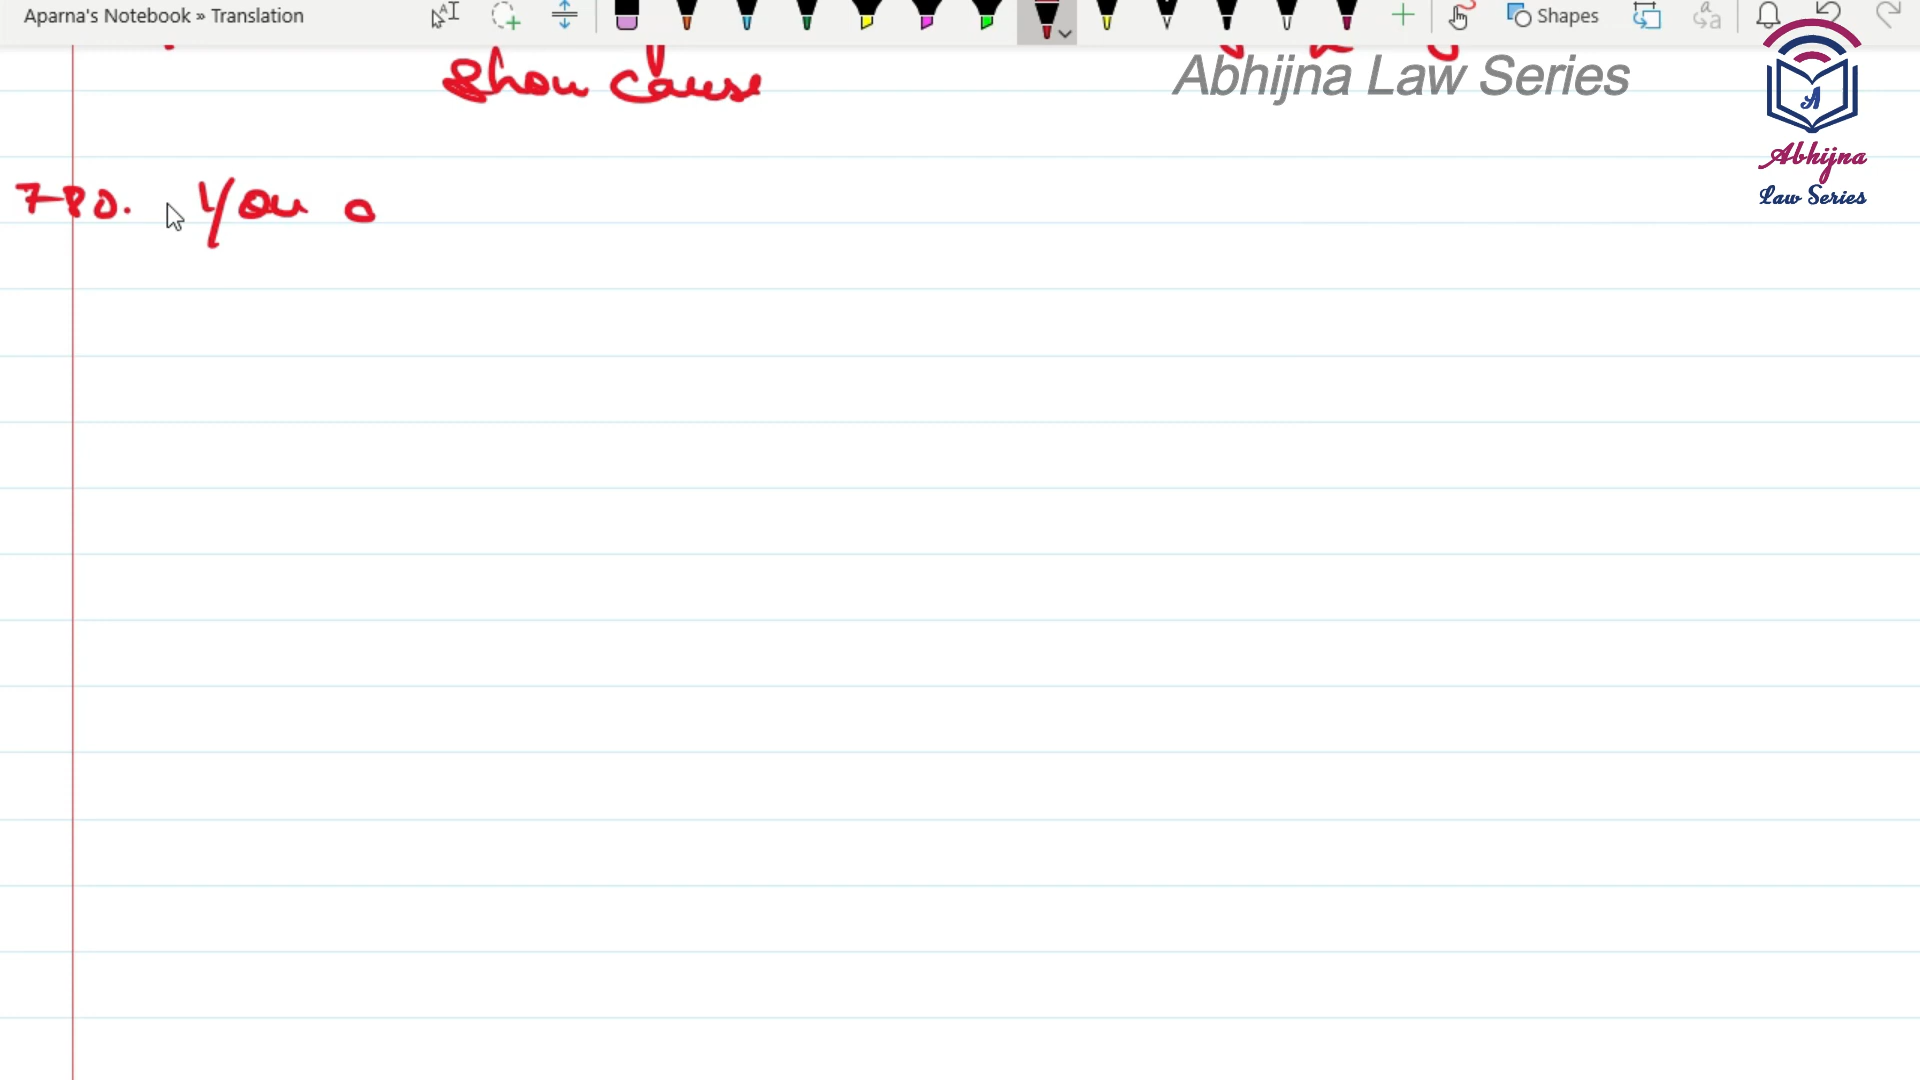 Aparna's Notebook » Translation
Shapes
Show Cause
Abhijna Law Series
Abhijna
Law Series
780. You a